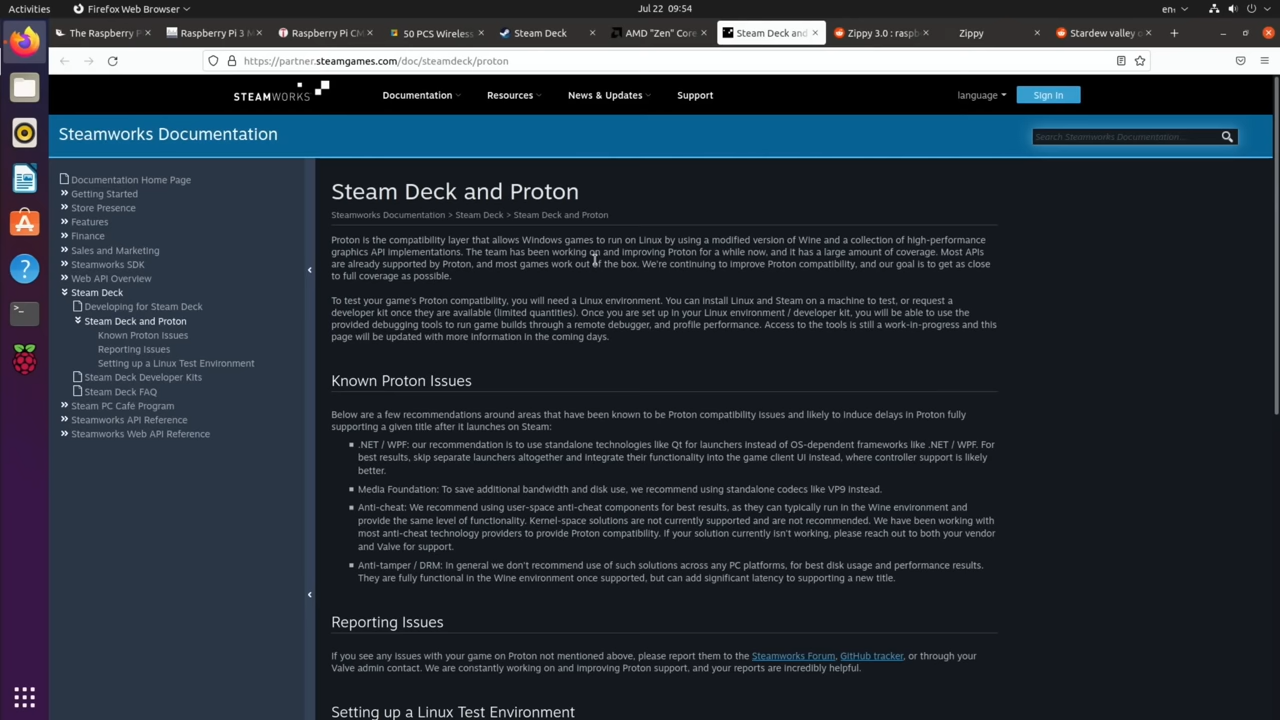 Activities
Firefox Web Browser
Jul 22 09:54
en
The Raspberry P
Raspberry Pi 3 M
Raspberry Pi CM
50 PCS Wireless
Steam Deck
AMD "Zen" Core
Steam Deck and
Zippy 3.0 : raspb
Zippy
Stardew valley o
https://partner.steamgames.com/doc/steamdeck/proton
STEAMWORKS
Documentation
Resources
News & Updates
Support
language
Sign In
Steamworks Documentation
Search Steamworks Documentation...
Documentation Home Page
Getting Started
Store Presence
Features
Finance
Sales and Marketing
Steamworks SDK
Web API Overview
Steam Deck
Developing for Steam Deck
Steam Deck and Proton
Known Proton Issues
Reporting Issues
Setting up a Linux Test Environment
Steam Deck Developer Kits
Steam Deck FAQ
Steam PC Café Program
Steamworks API Reference
Steamworks Web API Reference
Steam Deck and Proton
Steamworks Documentation > Steam Deck > Steam Deck and Proton
Proton is the compatibility layer that allows Windows games to run on Linux by using a modified version of Wine and a collection of high-performance
graphics API implementations. The team has been working on and improving Proton for a while now, and it has a large amount of coverage. Most APIs
are already supported by Proton, and most games work out of the box. We're continuing to improve Proton compatibility, and our goal is to get as close
to full coverage as possible.
To test your game's Proton compatibility, you will need a Linux environment. You can install Linux and Steam on a machine to test, or request a
developer kit once they are available (limited quantities). Once you are set up in your Linux environment / developer kit, you will be able to use the
provided debugging tools to run game builds through a remote debugger, and profile performance. Access to the tools is still a work-in-progress and this
page will be updated with more information in the coming days.
Known Proton Issues
Below are a few recommendations around areas that have been known to be Proton compatibility issues and likely to induce delays in Proton fully
supporting a given title after it launches on Steam:
.NET / WPF: our recommendation is to use standalone technologies like Qt for launchers instead of OS-dependent frameworks like .NET / WPF. For
best results, skip separate launchers altogether and integrate their functionality into the game client UI instead, where controller support is likely
better.
Media Foundation: To save additional bandwidth and disk use, we recommend using standalone codecs like VP9 instead.
Anti-cheat: We recommend using user-space anti-cheat components for best results, as they can typically run in the Wine environment and
provide the same level of functionality. Kernel-space solutions are not currently supported and are not recommended. We have been working with
most anti-cheat technology providers to provide Proton compatibility. If your solution currently isn't working, please reach out to both your vendor
and Valve for support.
Anti-tamper / DRM: In general we don't recommend use of such solutions across any PC platforms, for best disk usage and performance results.
They are fully functional in the Wine environment once supported, but can add significant latency to supporting a new title.
Reporting Issues
If you see any issues with your game on Proton not mentioned above, please report them to the Steamworks Forum, GitHub tracker, or through your
Valve admin contact. We are constantly working on and improving Proton support, and your reports are incredibly helpful.
Setting up a Linux Test Environment